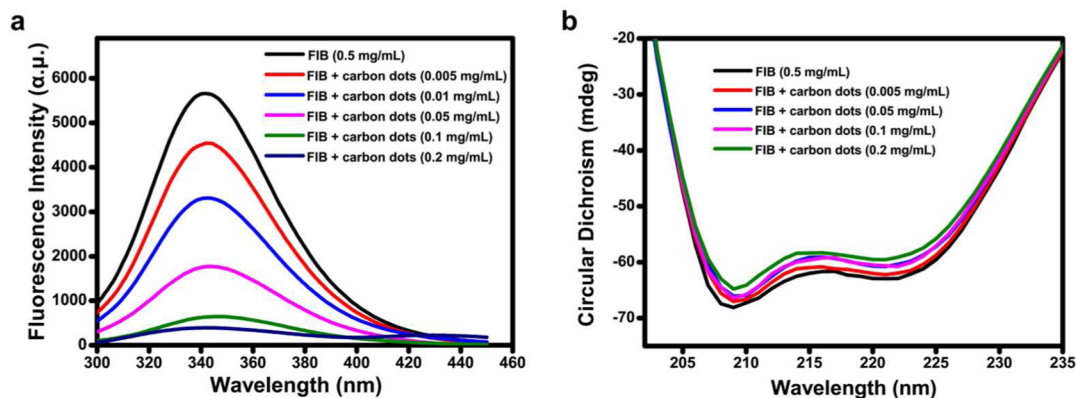 a
Fluorescence Intensity (α.μ.)
6000
5000
4000
3000
2000
1000
0
FIB (0.5 mg/mL)
FIB + carbon dots (0.005 mg/mL)
FIB + carbon dots (0.01 mg/mL)
FIB + carbon dots (0.05 mg/mL)
FIB + carbon dots (0.1 mg/mL)
FIB + carbon dots (0.2 mg/mL)
300 320 340 360 380 400 420 440 460
Wavelength (nm)
b
Circular Dichroism (mdeg)
-20
-30
-40
-50
-60
-70
FIB (0.5 mg/mL)
FIB + carbon dots (0.005 mg/mL)
FIB + carbon dots (0.05 mg/mL)
FIB + carbon dots (0.1 mg/mL)
FIB + carbon dots (0.2 mg/mL)
205 210 215 220 225 230 235
Wavelength (nm)